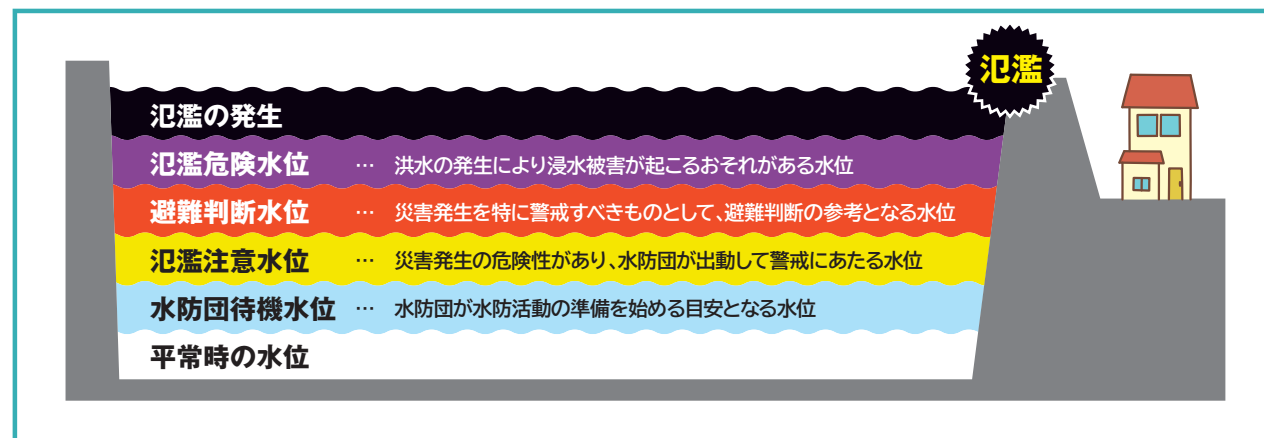 氾濫
氾濫の発生
氾濫危険水位 … 洪水の発生により浸水被害が起こるおそれがある水位
避難判断水位 … 災害発生を特に警戒すべきものとして、避難判断の参考となる水位
氾濫注意水位 … 災害発生の危険性があり、水防団が出動して警戒にあたる水位
水防団待機水位 … 水防団が水防活動の準備を始める目安となる水位
平常時の水位